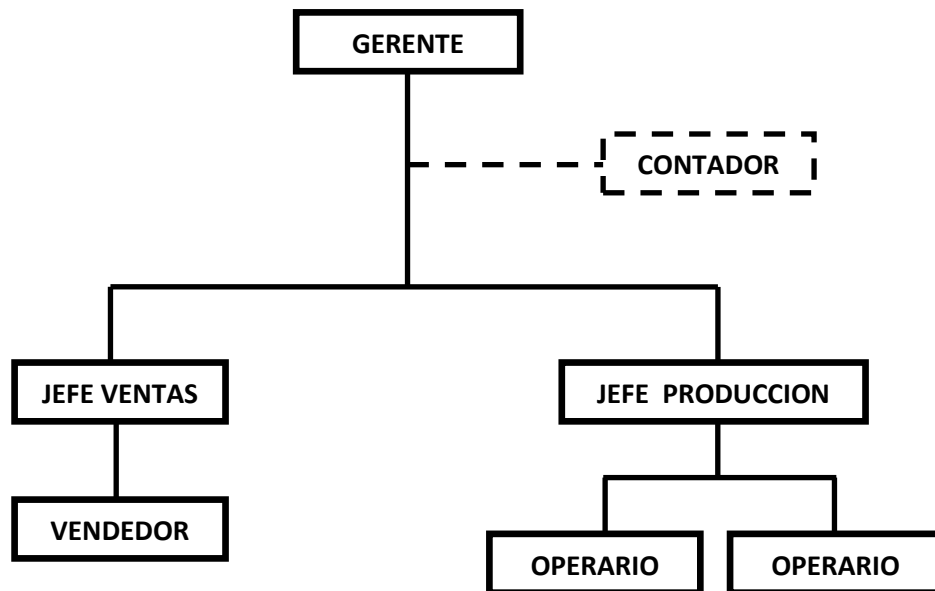 GERENTE
CONTADOR
JEFE VENTAS
JEFE PRODUCCION
VENDEDOR
OPERARIO
OPERARIO